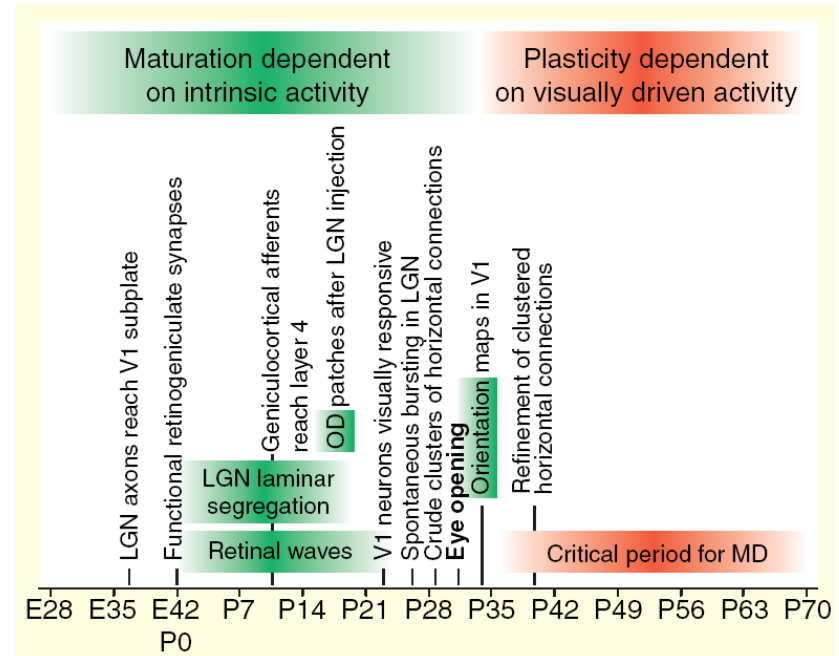 Maturation dependent
on intrinsic activity
Plasticity dependent
on visually driven activity
LGN axons reach V1 subplate
Functional retinogeniculate synapses
Geniculocortical afferents
reach layer 4
OD patches after LGN injection
V1 neurons visually responsive
Spontaneous bursting in LGN
Crude clusters of horizontal connections
Eye opening
Orientation maps in V1
Refinement of clustered
horizontal connections
LGN laminar
segregation
Retinal waves
Critical period for MD
E28 E35 E42 P7 P14 P21 P28 P35 P42 P49 P56 P63 P70
P0